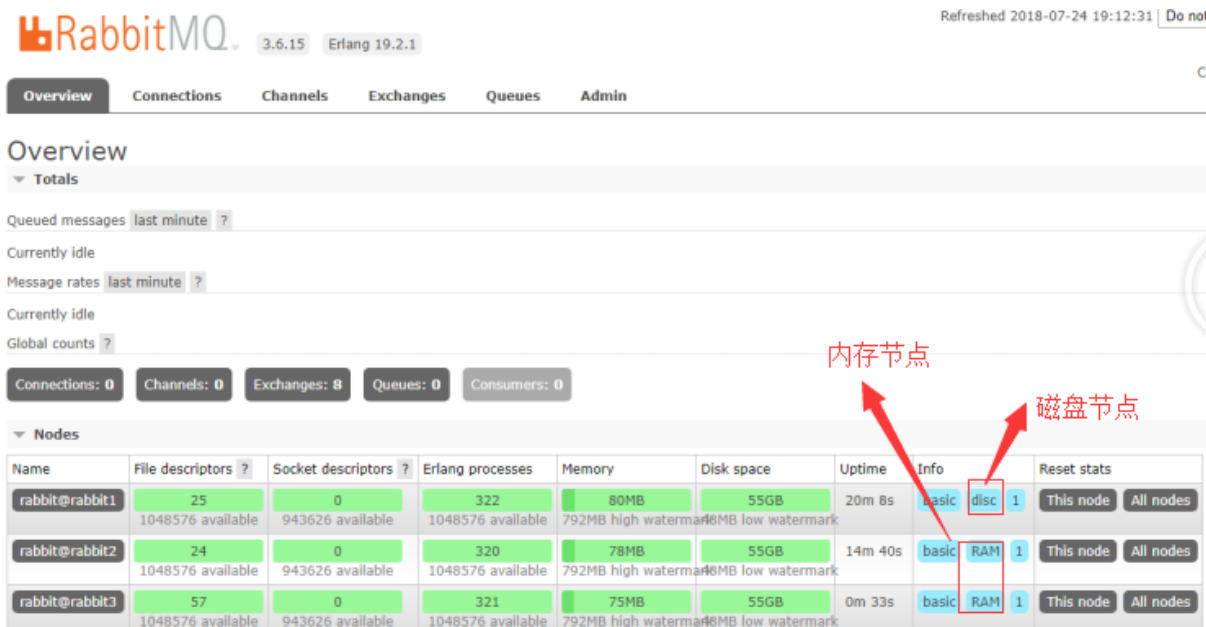 RabbitMQ 3.6.15 Erlang 19.2.1
Refreshed 2018-07-24 19:12:31 Do not
Overview Connections Channels Exchanges Queues Admin
Overview
Totals
Queued messages last minute ?
Currently idle
Message rates last minute ?
Currently idle
Global counts ?
内存节点
Connections: 0 Channels: 0 Exchanges: 8 Queues: 0 Consumers: 0
磁盘节点
Nodes
Name File descriptors ? Socket descriptors ? Erlang processes Memory Disk space Uptime Info Reset stats
rabbit@rabbit1 25 0 322 80MB 55GB 20m 8s basic disc 1 This node All nodes
1048576 available 943626 available 1048576 available 792MB high watermark 48MB low watermark
rabbit@rabbit2 24 0 320 78MB 55GB 14m 40s basic RAM 1 This node All nodes
1048576 available 943626 available 1048576 available 792MB high watermark 48MB low watermark
rabbit@rabbit3 57 0 321 75MB 55GB 0m 33s basic RAM 1 This node All nodes
1048576 available 943626 available 1048576 available 792MB high watermark 48MB low watermark